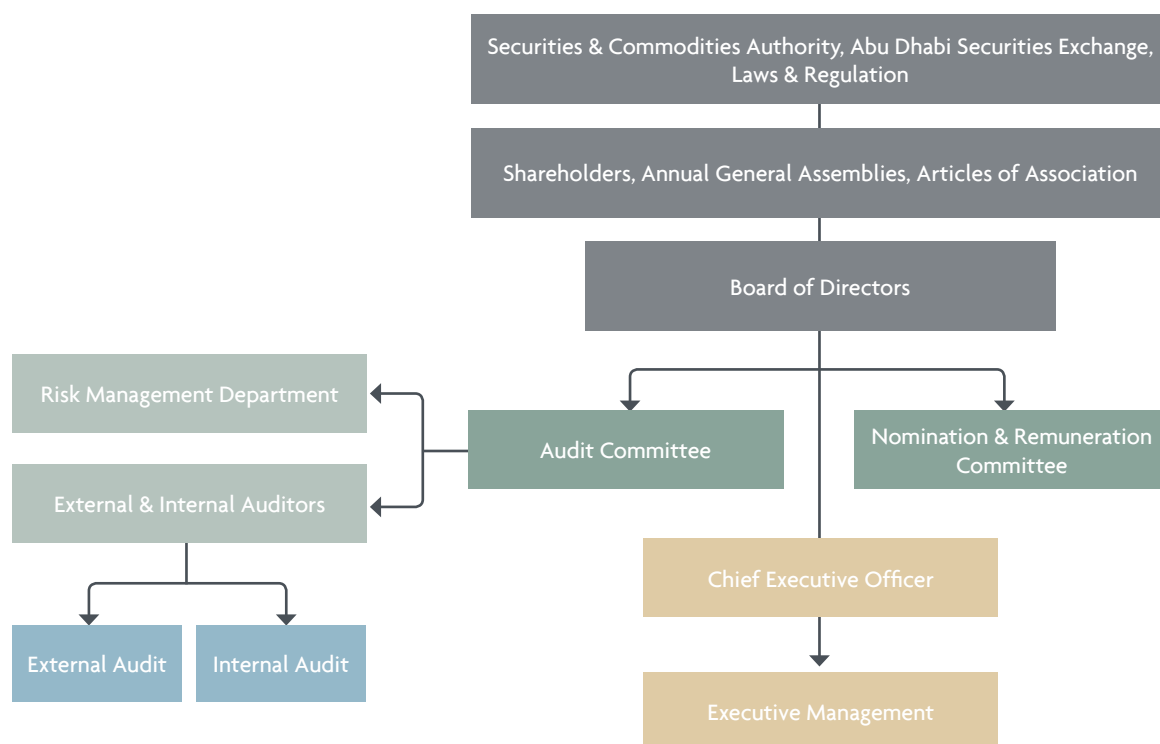 Securities & Commodities Authority, Abu Dhabi Securities Exchange,
Laws & Regulation
Shareholders, Annual General Assemblies, Articles of Association
Board of Directors
Risk Management Department
Audit Committee
Nomination & Remuneration
Committee
External & Internal Auditors
Chief Executive Officer
External Audit
Internal Audit
Executive Management